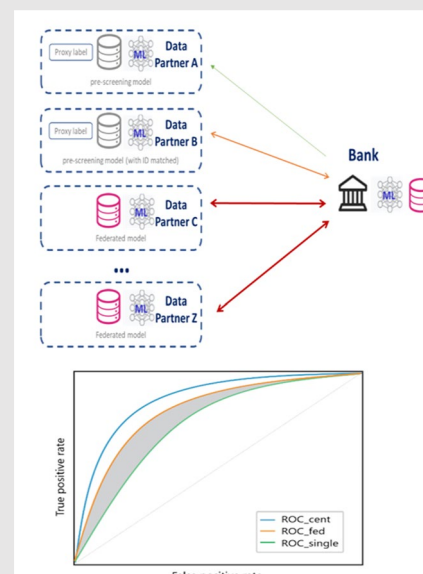 Proxy label
ML
Data
Partner A
pre-screening model
Proxy label
ML
Data
Partner B
pre-screening model (with ID matched)
ML
Data
Partner C
Federated model
...
ML
Data
Partner Z
Federated model
Bank
ML
True positive rate
ROC_cent
ROC_fed
ROC_single